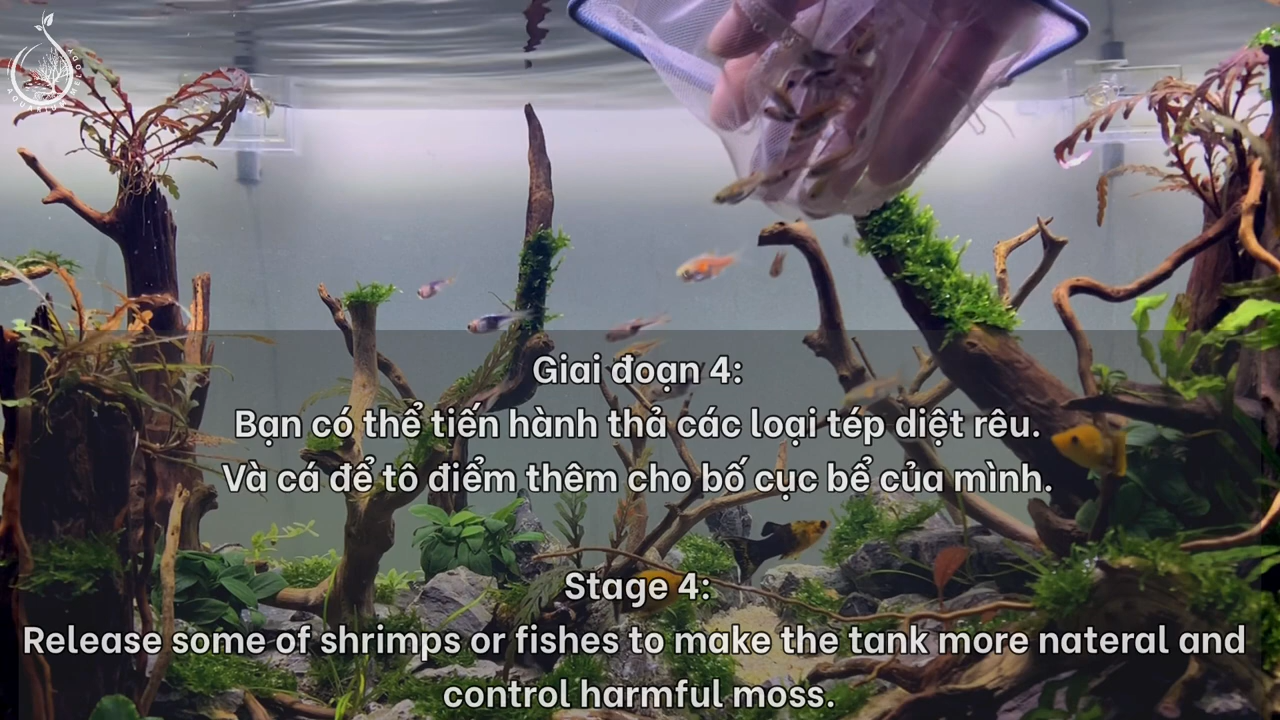 Giai đoạn 4:
Bạn có thể tiến hành thả các loại tép diệt rêu.
Và cá để tô điểm thêm cho bố cục bể của mình.
Stage 4:
Release some of shrimps or fishes to make the tank more nateral and
control harmful moss.